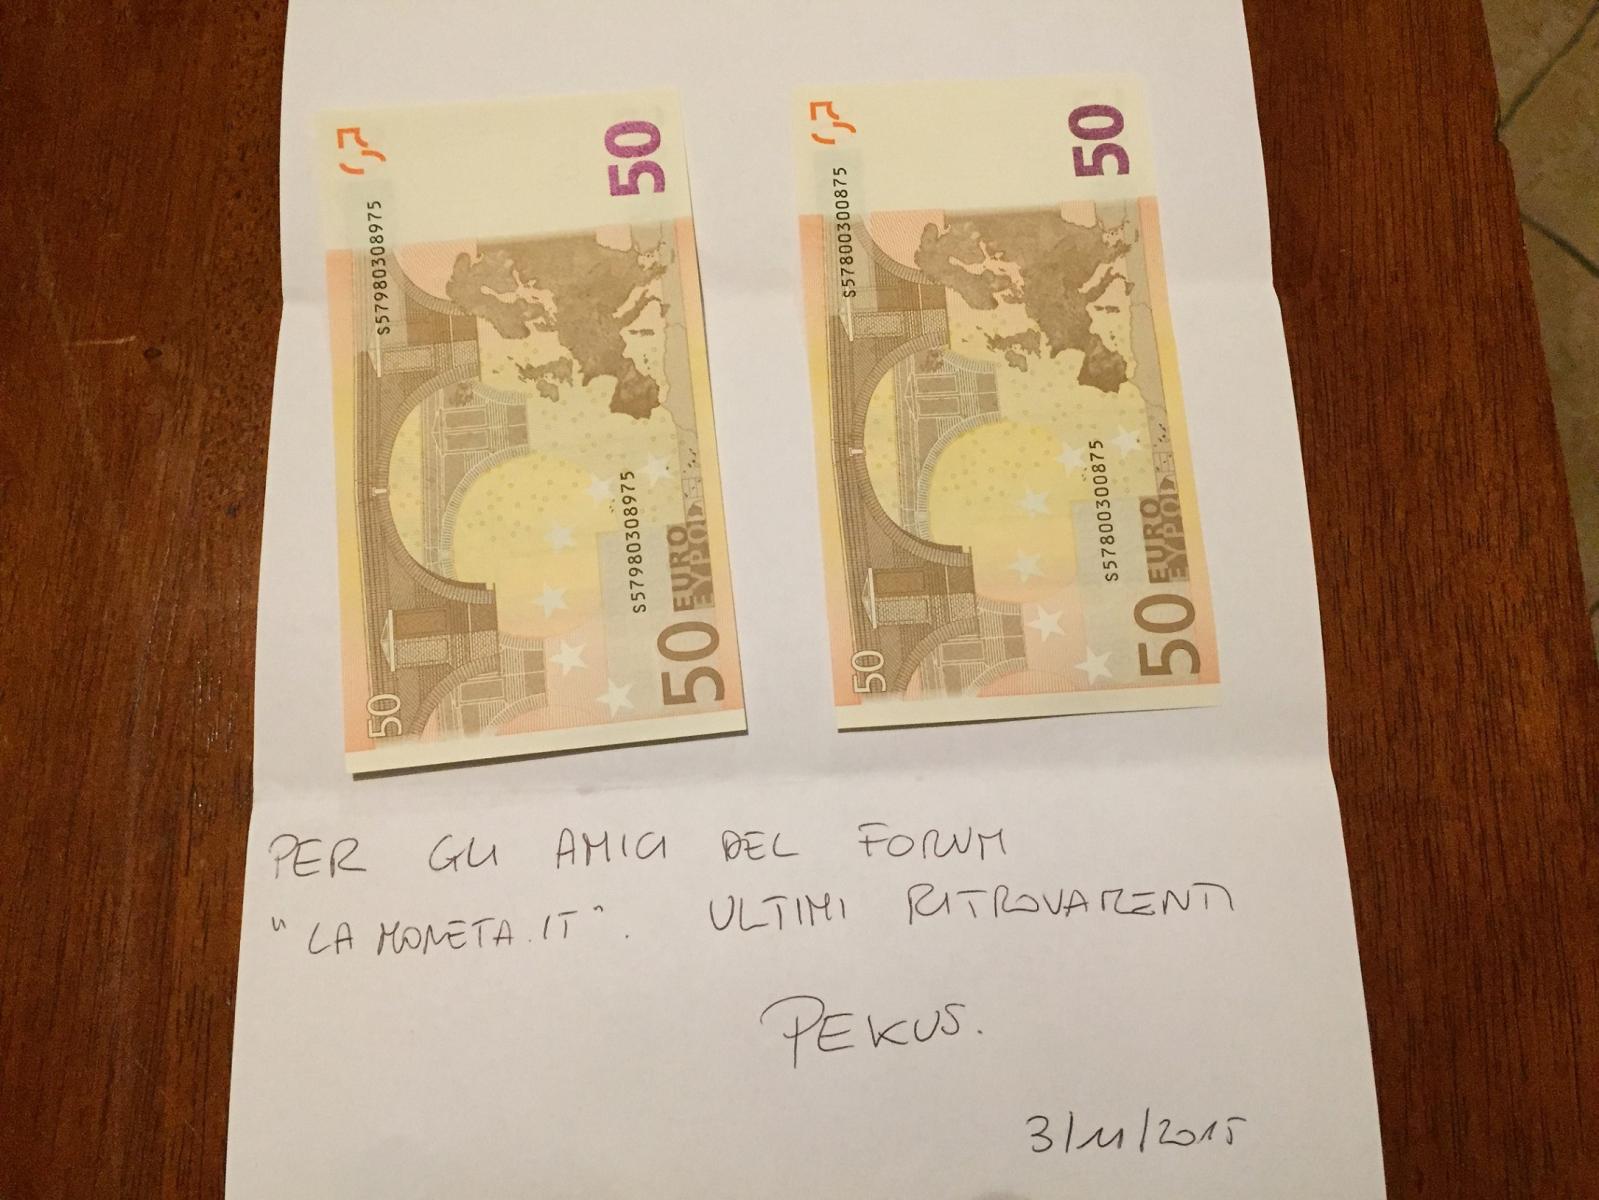 50
S57980308975
S57980308975
50
50 EURO
ΕΥΡΩ
50
S57800300875
S57800300875
50
50 EURO
ΕΥΡΩ
PER GLI AMICI DEL FORUM
"LA MONETA.IT". ULTIMI RITROVAMENTI
PEKUS.
3/11/2015